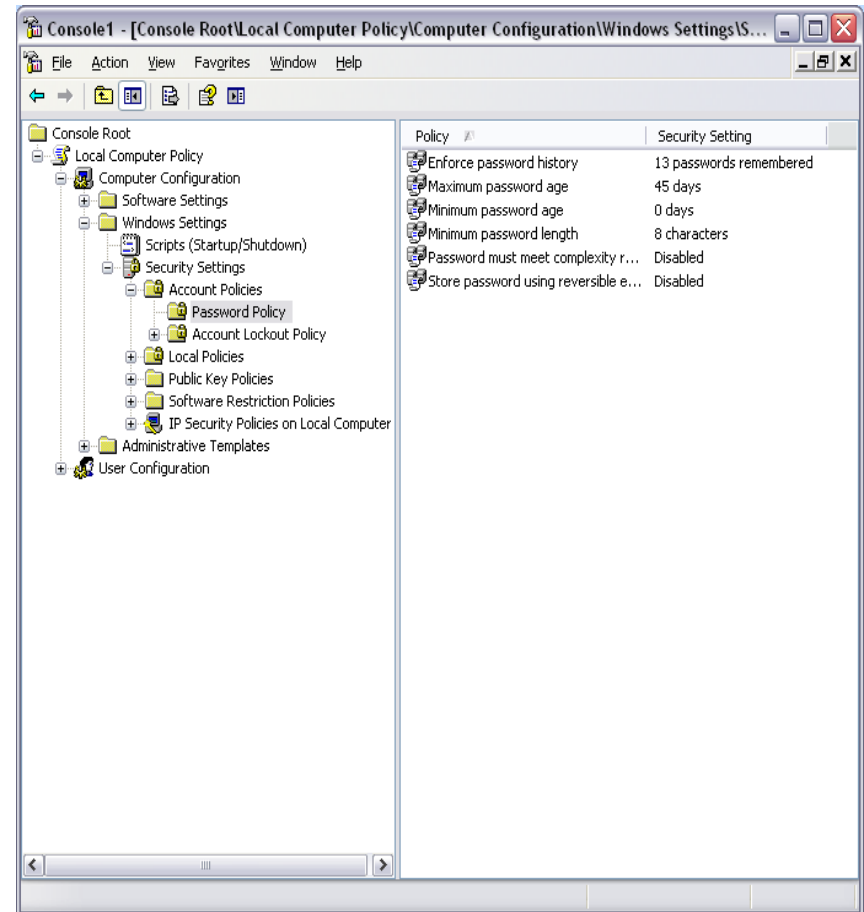 Console1 - [Console Root\Local Computer Policy\Computer Configuration\Windows Settings\S...
File Action View Favorites Window Help
Console Root
Local Computer Policy
Computer Configuration
Software Settings
Windows Settings
Scripts (Startup/Shutdown)
Security Settings
Account Policies
Password Policy
Account Lockout Policy
Local Policies
Public Key Policies
Software Restriction Policies
IP Security Policies on Local Computer
Administrative Templates
User Configuration
Policy Security Setting
Enforce password history 13 passwords remembered
Maximum password age 45 days
Minimum password age 0 days
Minimum password length 8 characters
Password must meet complexity r... Disabled
Store password using reversible e... Disabled